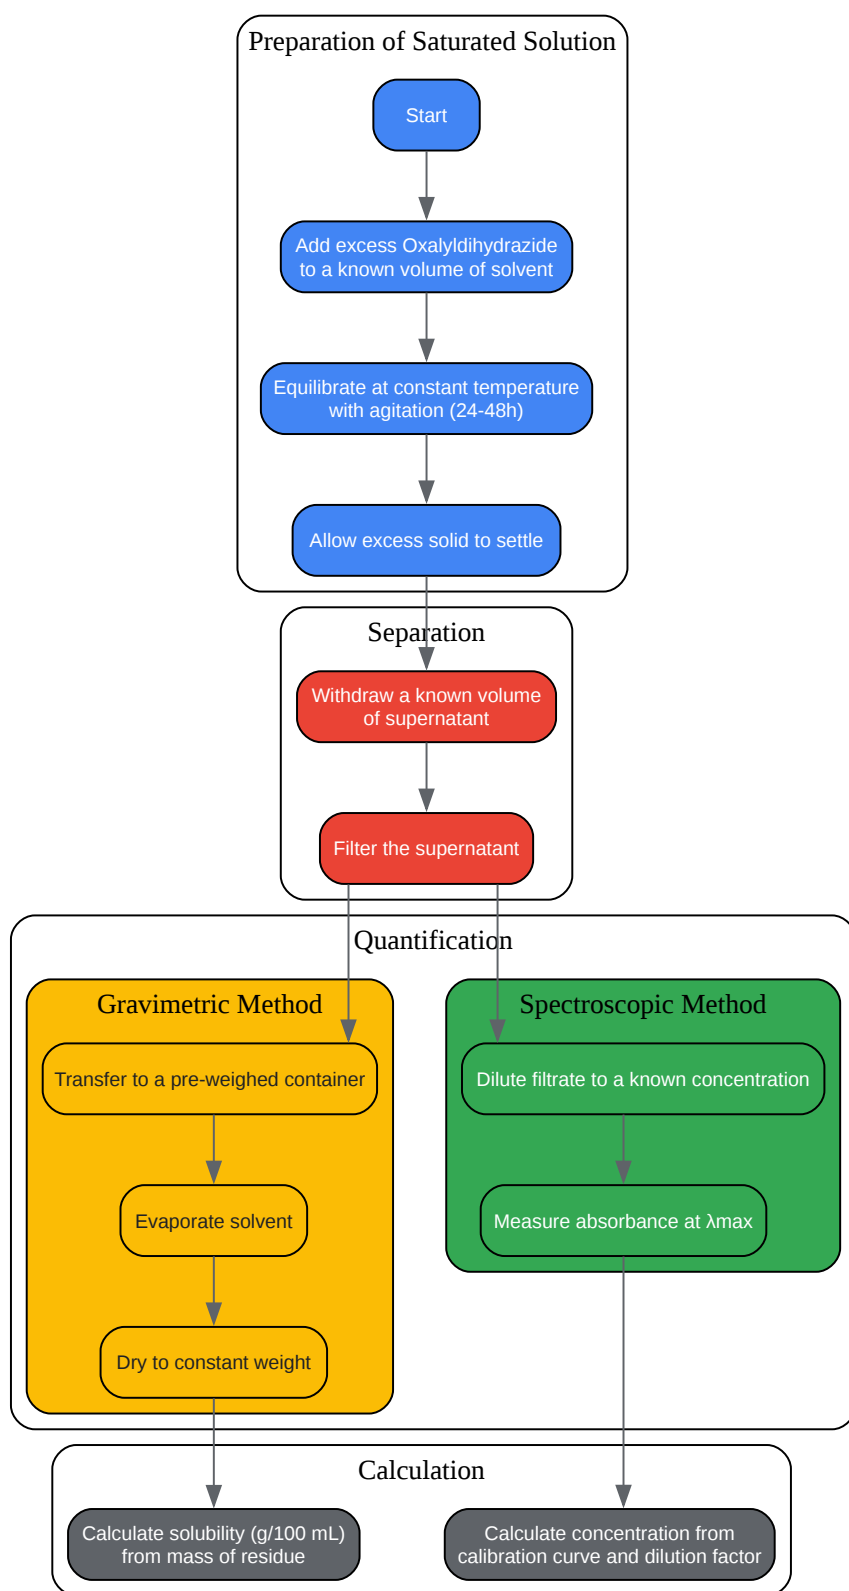 Preparation of Saturated Solution
Start
Add excess Oxalyldihydrazide
to a known volume of solvent
Equilibrate at constant temperature
with agitation (24-48h)
Allow excess solid to settle
Separation
Withdraw a known volume
of supernatant
Filter the supernatant
Quantification
Gravimetric Method
Transfer to a pre-weighed container
Evaporate solvent
Dry to constant weight
Spectroscopic Method
Dilute filtrate to a known concentration
Measure absorbance at λmax
Calculation
Calculate solubility (g/100 mL)
from mass of residue
Calculate concentration from
calibration curve and dilution factor